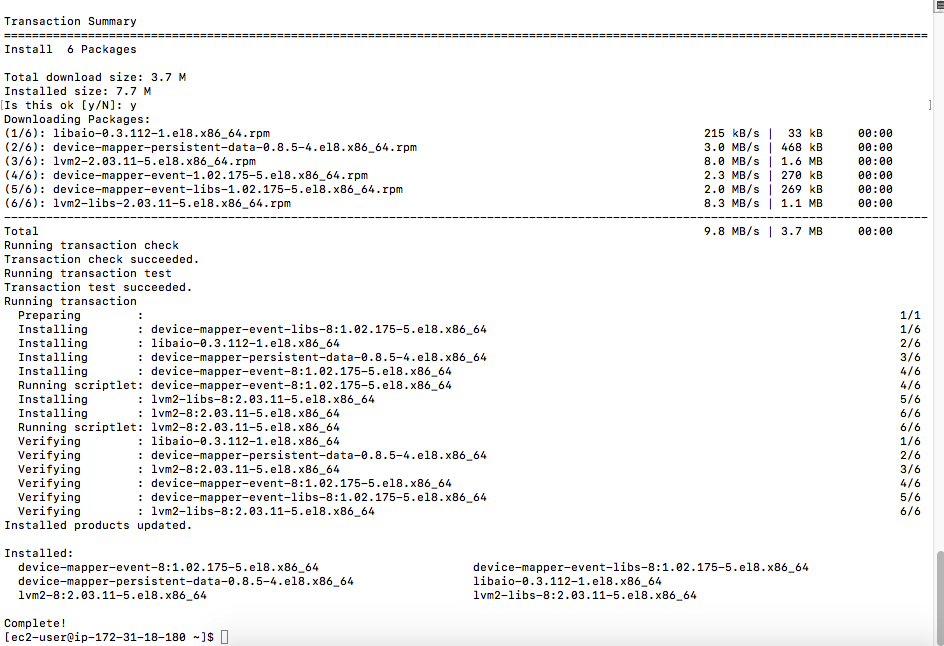 Transaction Summary
====================================================================================================================================
Install  6 Packages

Total download size: 3.7 M
Installed size: 7.7 M
[Is this ok [y/N]: y                                                                                                                ]
Downloading Packages:
(1/6): libaio-0.3.112-1.el8.x86_64.rpm                                                              215 kB/s |  33 kB     00:00
(2/6): device-mapper-persistent-data-0.8.5-4.el8.x86_64.rpm                                         3.0 MB/s | 468 kB     00:00
(3/6): lvm2-2.03.11-5.el8.x86_64.rpm                                                                8.0 MB/s | 1.6 MB     00:00
(4/6): device-mapper-event-1.02.175-5.el8.x86_64.rpm                                                2.3 MB/s | 270 kB     00:00
(5/6): device-mapper-event-libs-1.02.175-5.el8.x86_64.rpm                                           2.0 MB/s | 269 kB     00:00
(6/6): lvm2-libs-2.03.11-5.el8.x86_64.rpm                                                           8.3 MB/s | 1.1 MB     00:00
------------------------------------------------------------------------------------------------------------------------------------
Total                                                                                               9.8 MB/s | 3.7 MB     00:00
Running transaction check
Transaction check succeeded.
Running transaction test
Transaction test succeeded.
Running transaction
  Preparing        :                                                                                                            1/1
  Installing       : device-mapper-event-libs-8:1.02.175-5.el8.x86_64                                                           1/6
  Installing       : libaio-0.3.112-1.el8.x86_64                                                                                2/6
  Installing       : device-mapper-persistent-data-0.8.5-4.el8.x86_64                                                           3/6
  Installing       : device-mapper-event-8:1.02.175-5.el8.x86_64                                                                4/6
  Running scriptlet: device-mapper-event-8:1.02.175-5.el8.x86_64                                                                4/6
  Installing       : lvm2-libs-8:2.03.11-5.el8.x86_64                                                                           5/6
  Installing       : lvm2-8:2.03.11-5.el8.x86_64                                                                                6/6
  Running scriptlet: lvm2-8:2.03.11-5.el8.x86_64                                                                                6/6
  Verifying        : libaio-0.3.112-1.el8.x86_64                                                                                1/6
  Verifying        : device-mapper-persistent-data-0.8.5-4.el8.x86_64                                                           2/6
  Verifying        : lvm2-8:2.03.11-5.el8.x86_64                                                                                3/6
  Verifying        : device-mapper-event-8:1.02.175-5.el8.x86_64                                                                4/6
  Verifying        : device-mapper-event-libs-8:1.02.175-5.el8.x86_64                                                           5/6
  Verifying        : lvm2-libs-8:2.03.11-5.el8.x86_64                                                                           6/6
Installed products updated.

Installed:
  device-mapper-event-8:1.02.175-5.el8.x86_64                      device-mapper-event-libs-8:1.02.175-5.el8.x86_64
  device-mapper-persistent-data-0.8.5-4.el8.x86_64                 libaio-0.3.112-1.el8.x86_64
  lvm2-8:2.03.11-5.el8.x86_64                                      lvm2-libs-8:2.03.11-5.el8.x86_64

Complete!
[ec2-user@ip-172-31-18-180 ~]$